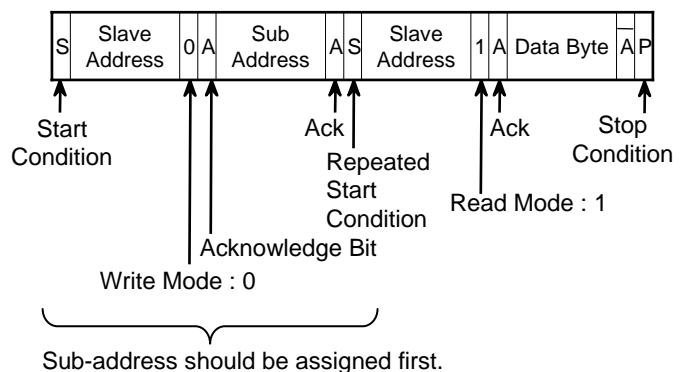 S Slave Address 0 A Sub Address A S Slave Address 1 A Data Byte A̅ P
Start Condition
Ack
Repeated Start Condition
Ack
Stop Condition
Read Mode : 1
Acknowledge Bit
Write Mode : 0
Sub-address should be assigned first.